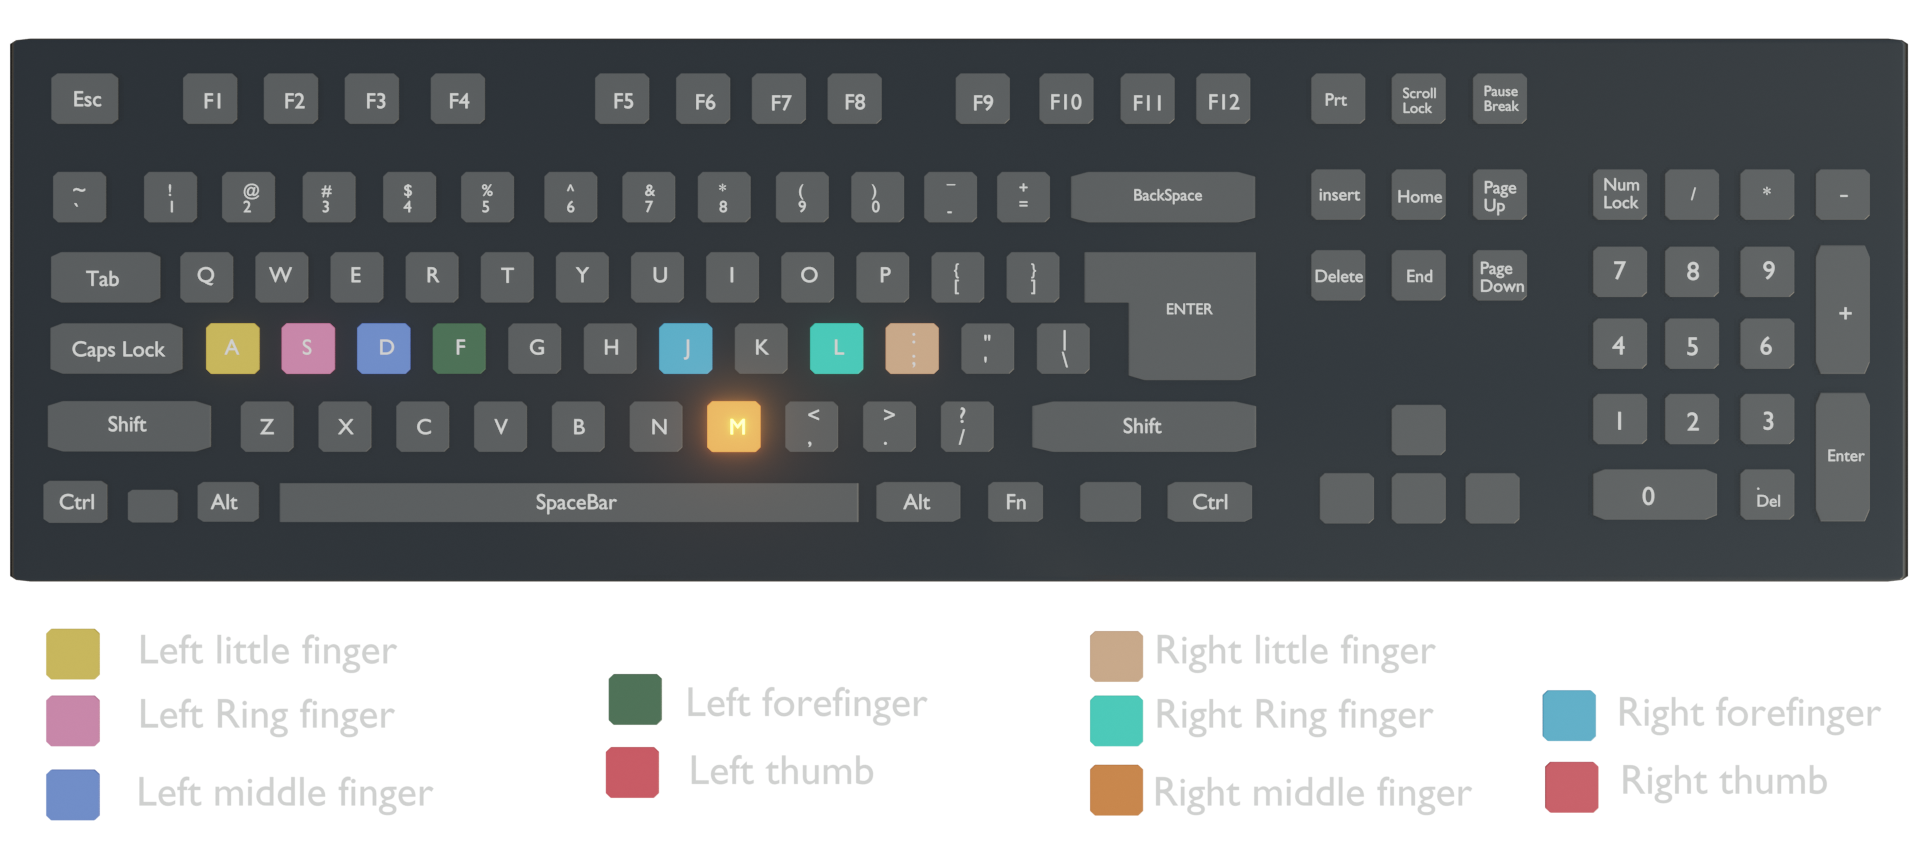 Esc F1 F2 F3 F4 F5 F6 F7 F8 F9 F10 F11 F12 Prt Scroll Lock Pause Break
~ ` ! 1 @ 2 # 3 $ 4 % 5 ^ 6 & 7 * 8 ( 9 ) 0 _ - + = BackSpace insert Home Page Up Num Lock / * -
Tab Q W E R T Y U I O P { [ } ] ENTER Delete End Page Down 7 8 9 +
Caps Lock A S D F G H J K L : ; " ' | \ 4 5 6
Shift Z X C V B N M < , > . ? / Shift 1 2 3 Enter
Ctrl Alt SpaceBar Alt Fn Ctrl 0 . Del
Left little finger
Left Ring finger
Left middle finger
Left forefinger
Left thumb
Right little finger
Right Ring finger
Right middle finger
Right forefinger
Right thumb